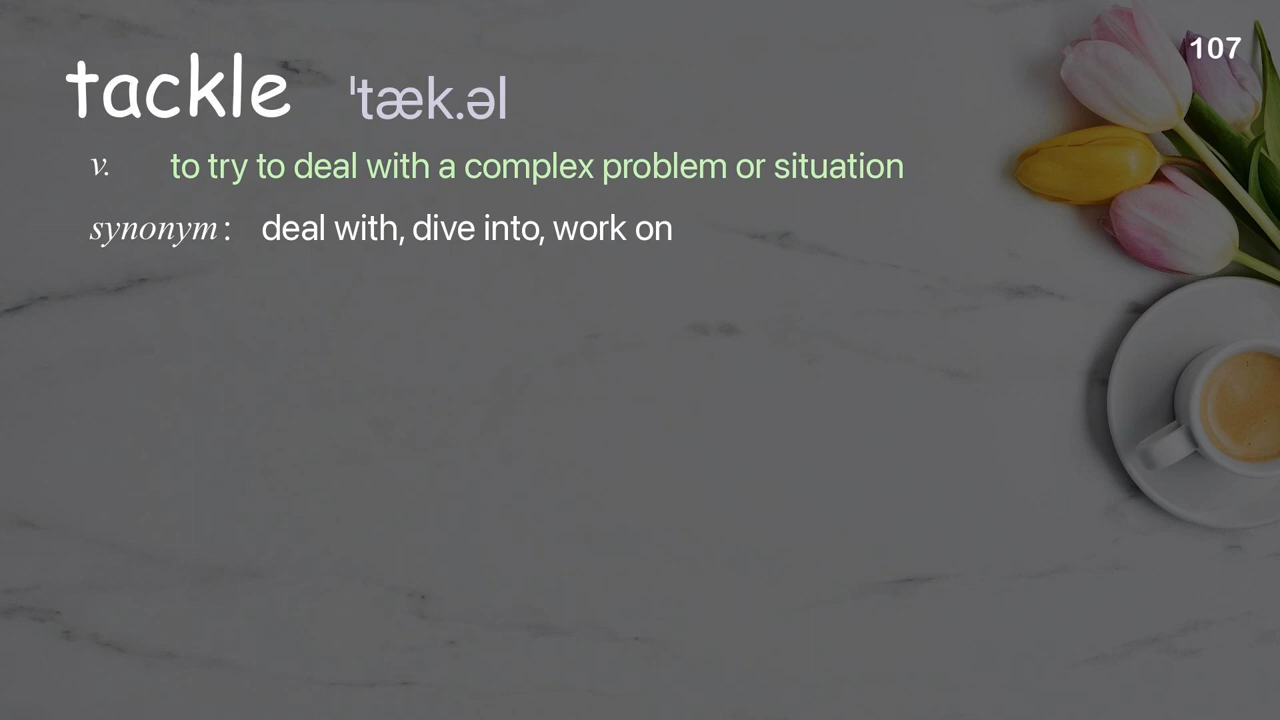 107
tackle ˈtæk.əl
v. to try to deal with a complex problem or situation
synonym: deal with, dive into, work on